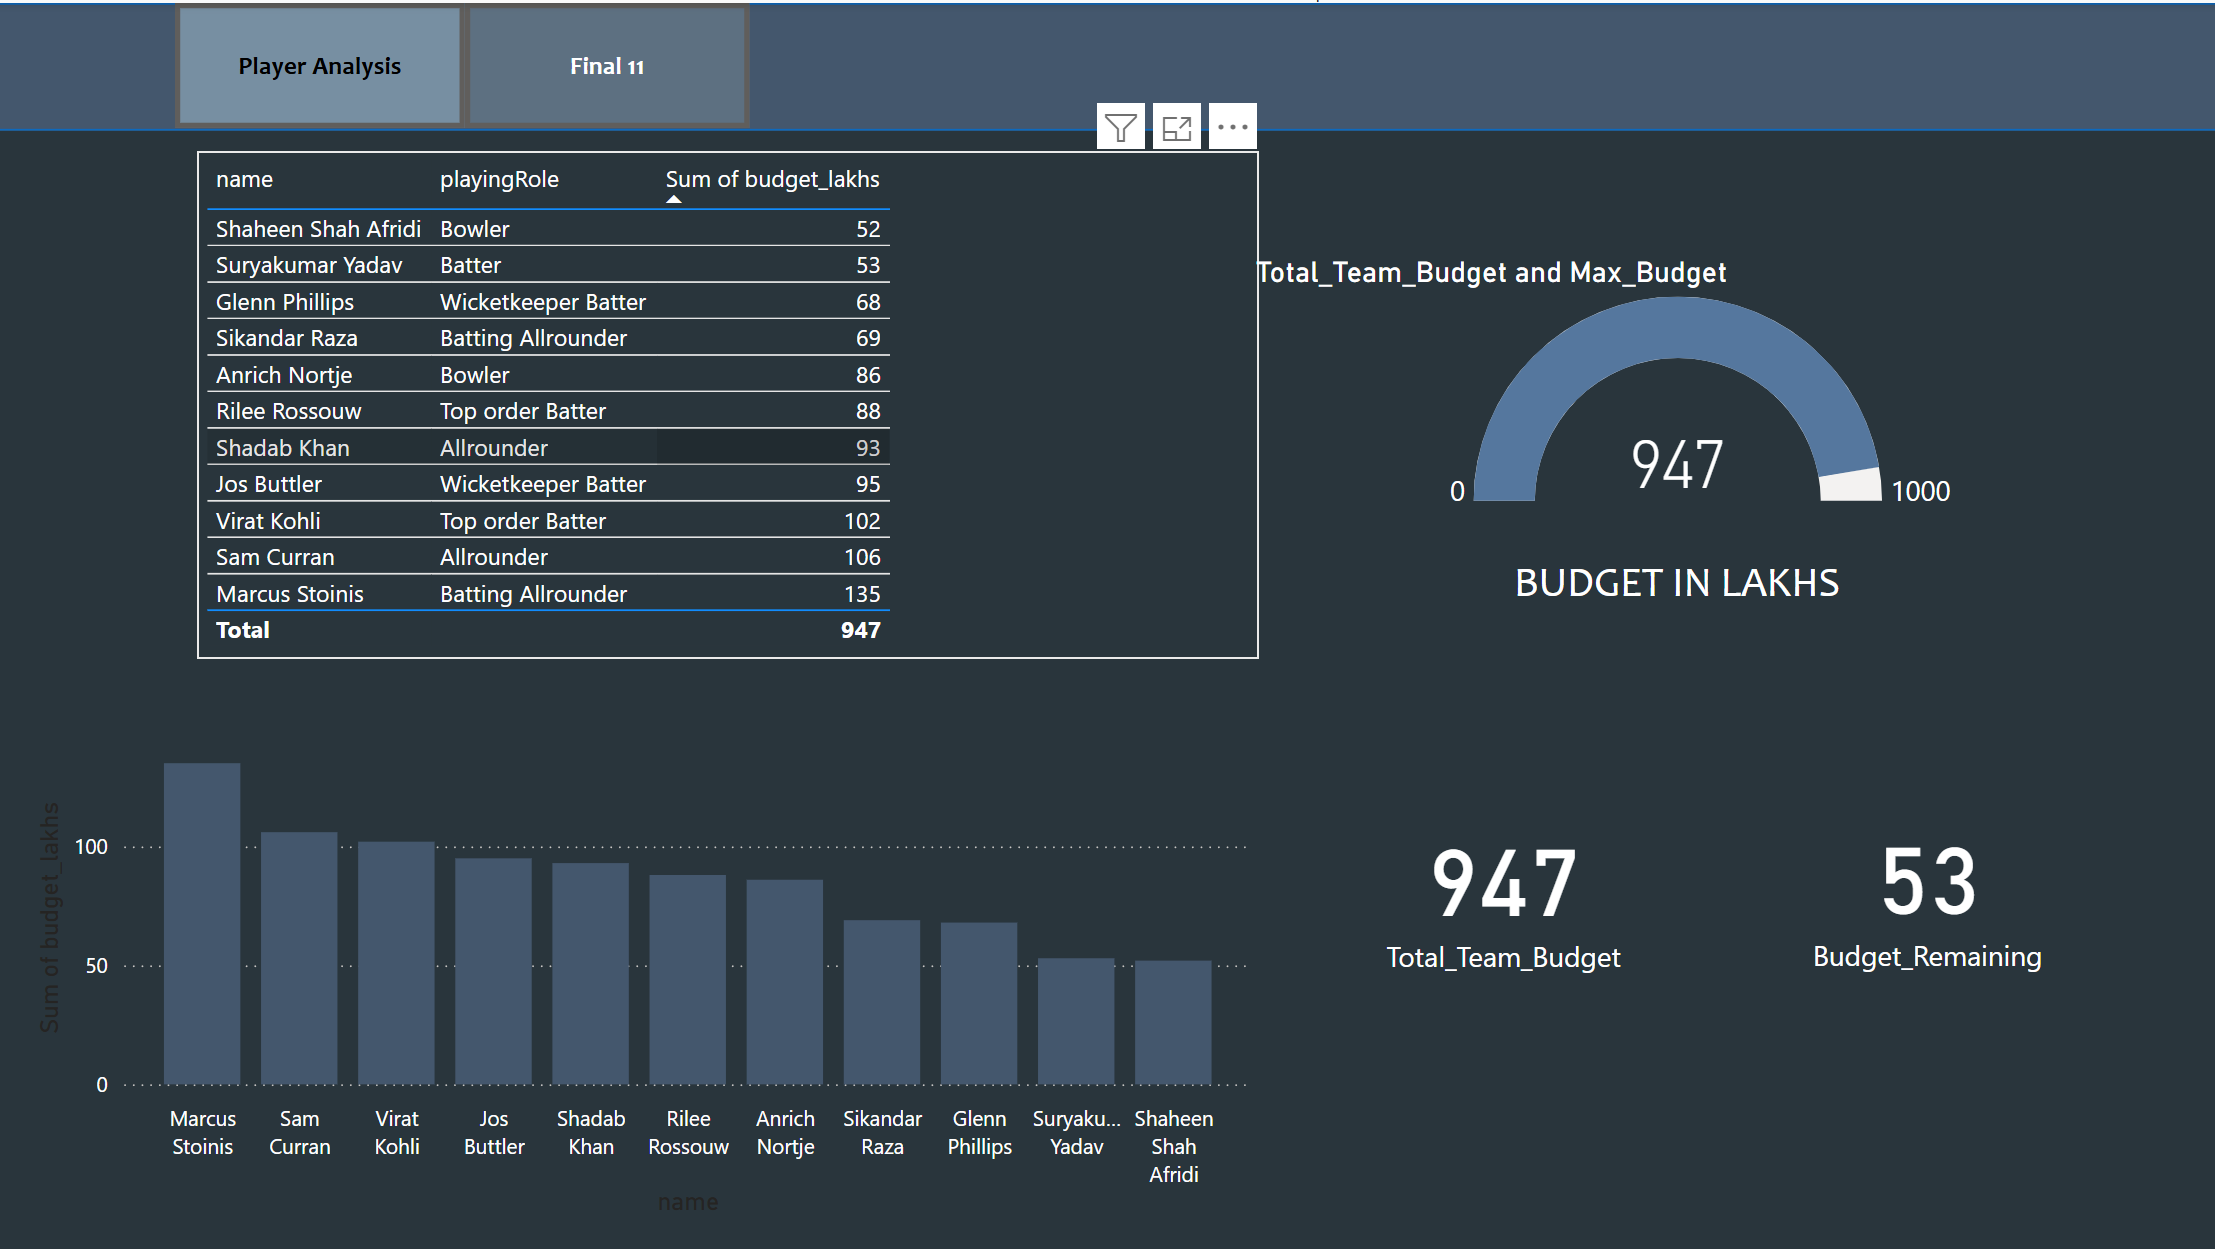 Player Analysis
Final 11
name playingRole Sum of budget_lakhs
Shaheen Shah Afridi Bowler 52
Suryakumar Yadav Batter 53
Glenn Phillips Wicketkeeper Batter 68
Sikandar Raza Batting Allrounder 69
Anrich Nortje Bowler 86
Rilee Rossouw Top order Batter 88
Shadab Khan Allrounder 93
Jos Buttler Wicketkeeper Batter 95
Virat Kohli Top order Batter 102
Sam Curran Allrounder 106
Marcus Stoinis Batting Allrounder 135
Total 947
Total_Team_Budget and Max_Budget
947
0
1000
BUDGET IN LAKHS
Sum of budget_lakhs
100
50
0
Marcus Stoinis
Sam Curran
Virat Kohli
Jos Buttler
Shadab Khan
Rilee Rossouw
Anrich Nortje
Sikandar Raza
Glenn Phillips
Suryaku... Yadav
Shaheen Shah Afridi
name
947
Total_Team_Budget
53
Budget_Remaining